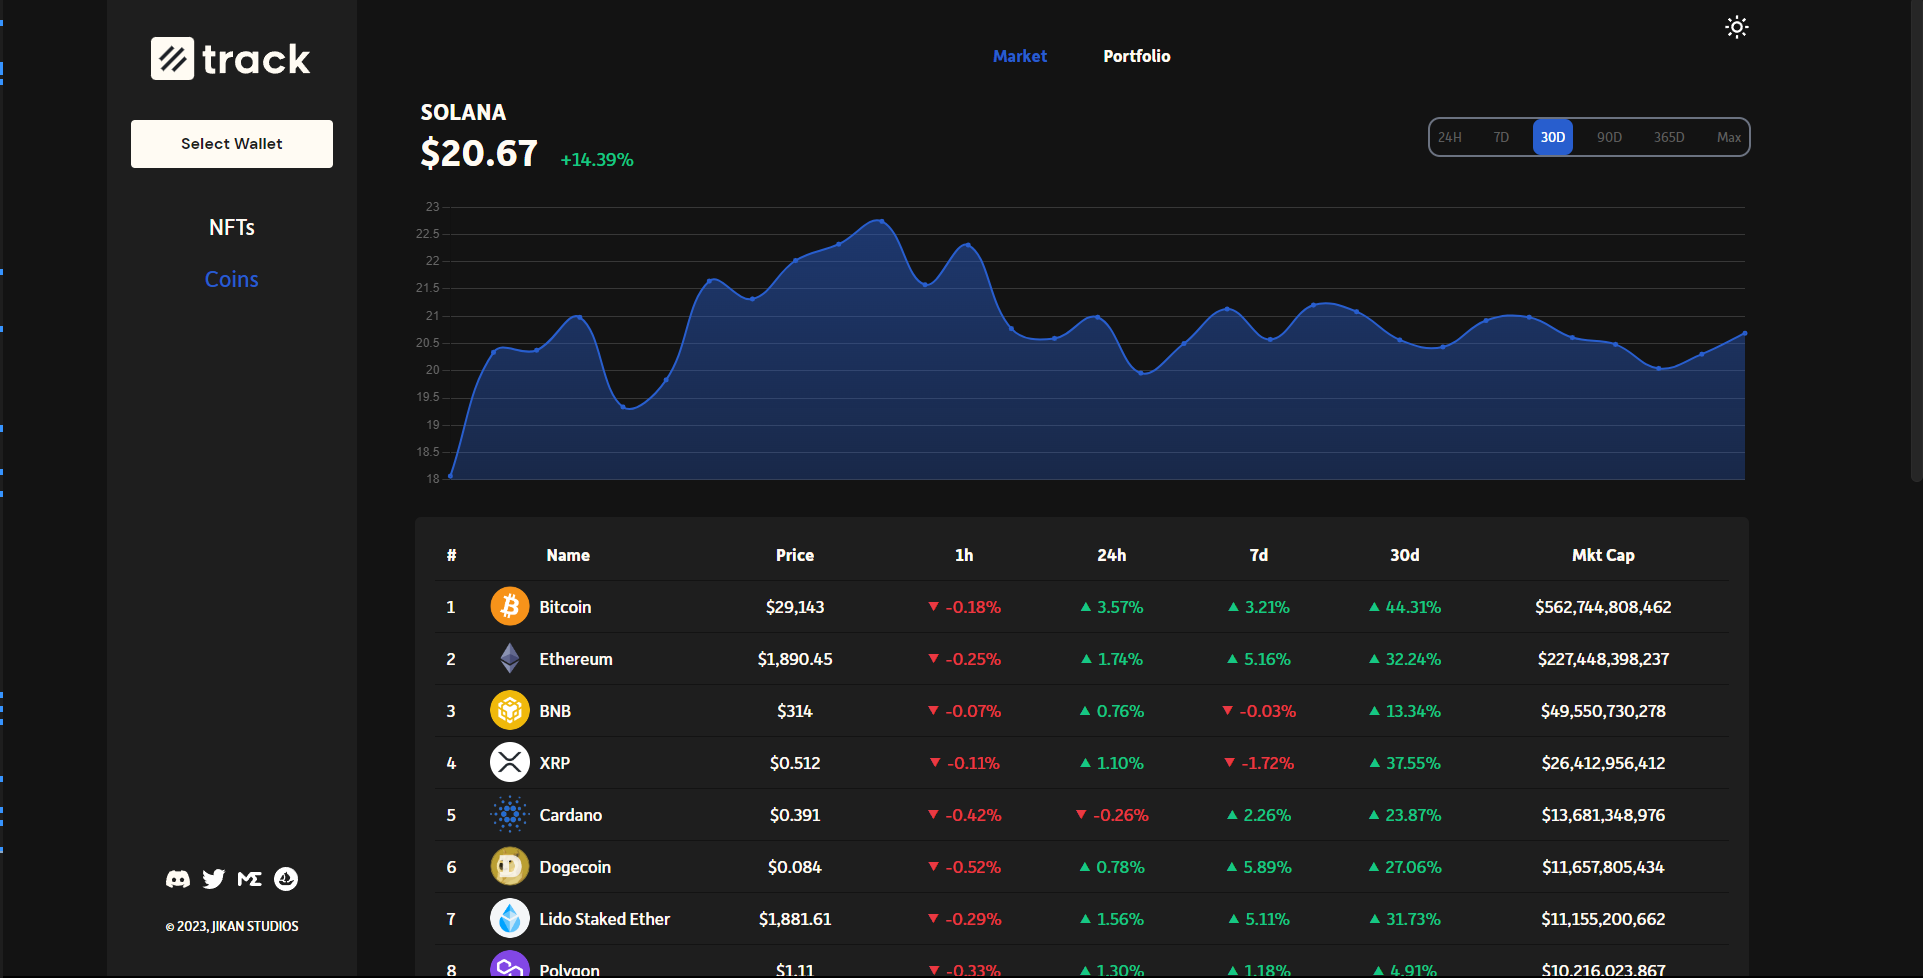 track
Select Wallet
NFTs
Coins
© 2023, JIKAN STUDIOS
Market Portfolio
SOLANA
$20.67 +14.39%
24H 7D 30D 90D 365D Max
23
22.5
22
21.5
21
20.5
20
19.5
19
18.5
18
# Name Price 1h 24h 7d 30d Mkt Cap
1 Bitcoin $29,143 ▼ -0.18% ▲ 3.57% ▲ 3.21% ▲ 44.31% $562,744,808,462
2 Ethereum $1,890.45 ▼ -0.25% ▲ 1.74% ▲ 5.16% ▲ 32.24% $227,448,398,237
3 BNB $314 ▼ -0.07% ▲ 0.76% ▼ -0.03% ▲ 13.34% $49,550,730,278
4 XRP $0.512 ▼ -0.11% ▲ 1.10% ▼ -1.72% ▲ 37.55% $26,412,956,412
5 Cardano $0.391 ▼ -0.42% ▼ -0.26% ▲ 2.26% ▲ 23.87% $13,681,348,976
6 Dogecoin $0.084 ▼ -0.52% ▲ 0.78% ▲ 5.89% ▲ 27.06% $11,657,805,434
7 Lido Staked Ether $1,881.61 ▼ -0.29% ▲ 1.56% ▲ 5.11% ▲ 31.73% $11,155,200,662
8 Polygon $1.11 ▼ -0.33% ▲ 1.30% ▲ 1.18% ▲ 4.91% $10,216,023,867